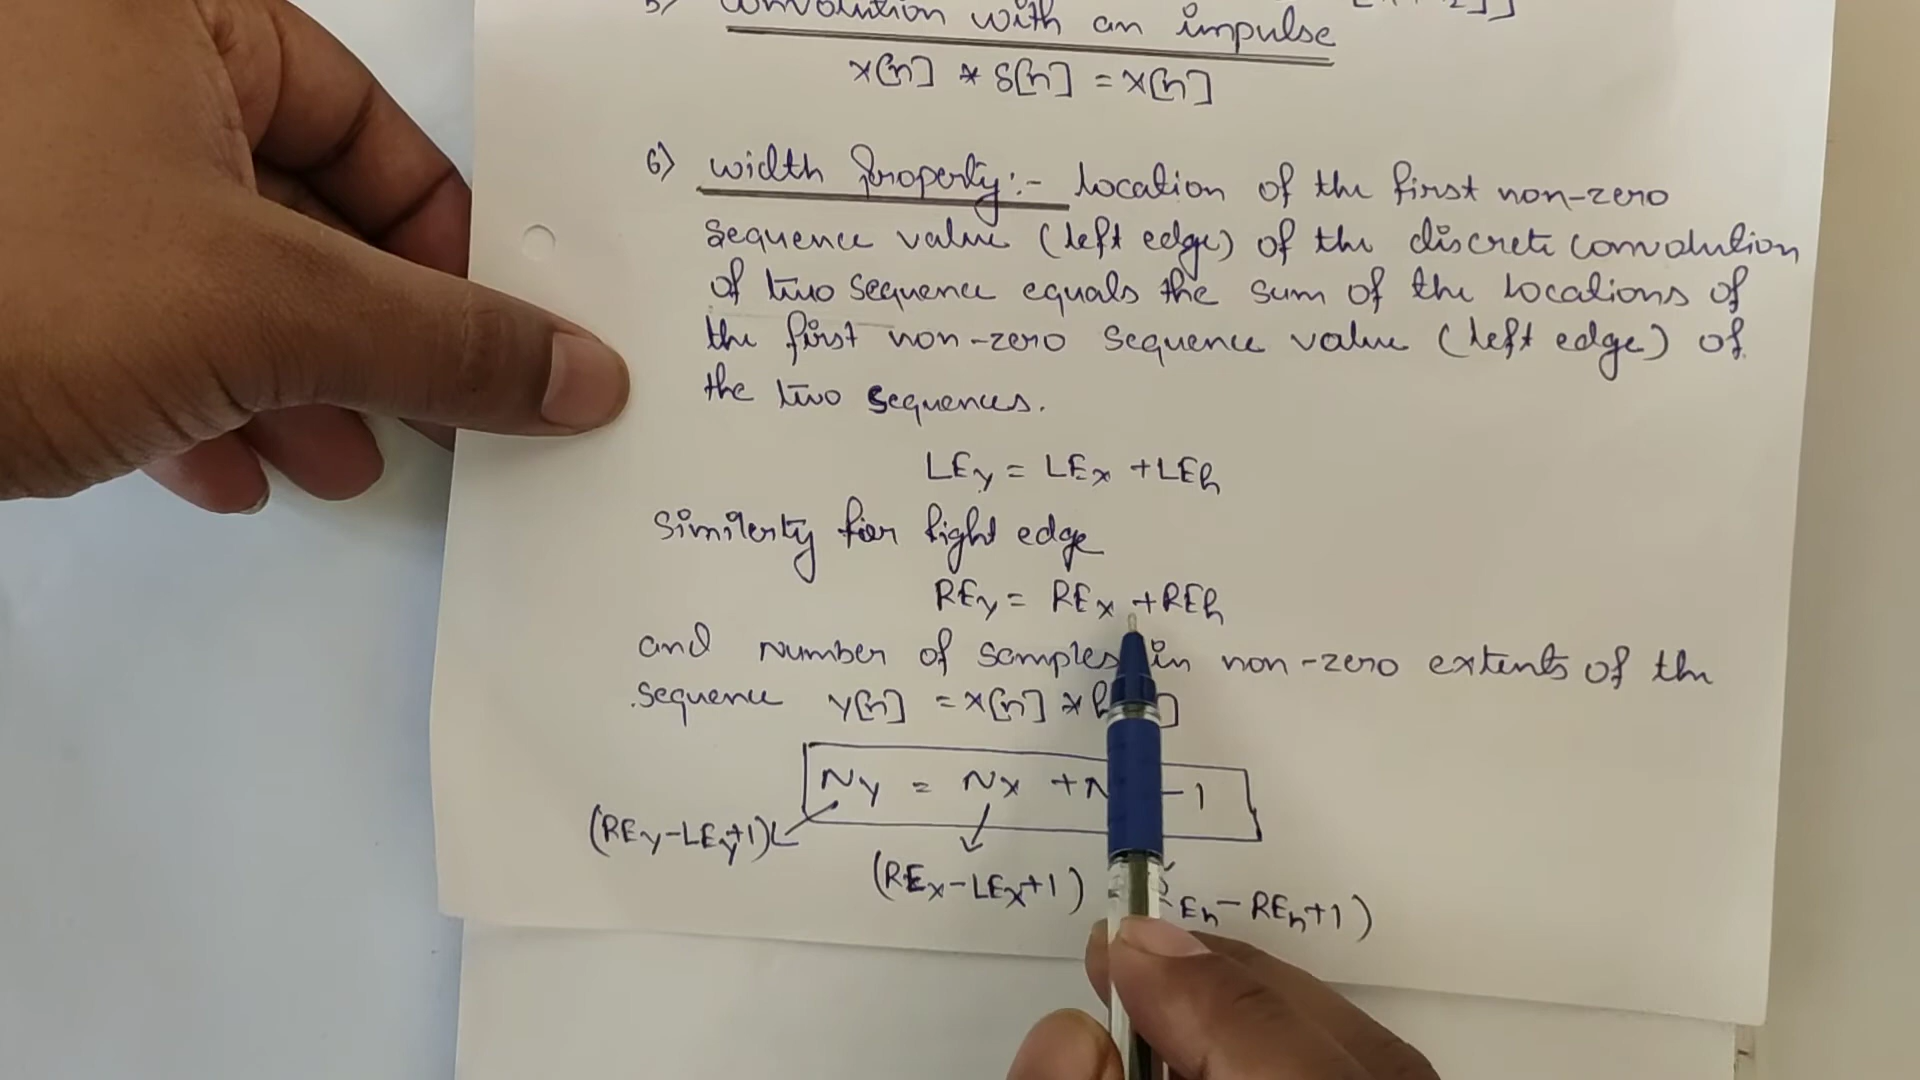 5) Convolution with an impulse
x[n] * δ[n] = x[n]
6) width property:- Location of the first non-zero
sequence value (left edge) of the discrete convolution
of two sequence equals the sum of the locations of
the first non-zero sequence value (left edge) of
the two sequences.
LEy = LEx + LEh
Similerty for Right edge
REy = REx + REh
and number of samples in non-zero extents of the
sequence y[n] = x[n] *
Ny = Nx + N - 1
(REy-LEy+1)
(REx-LEx+1)
Eh - REh+1)